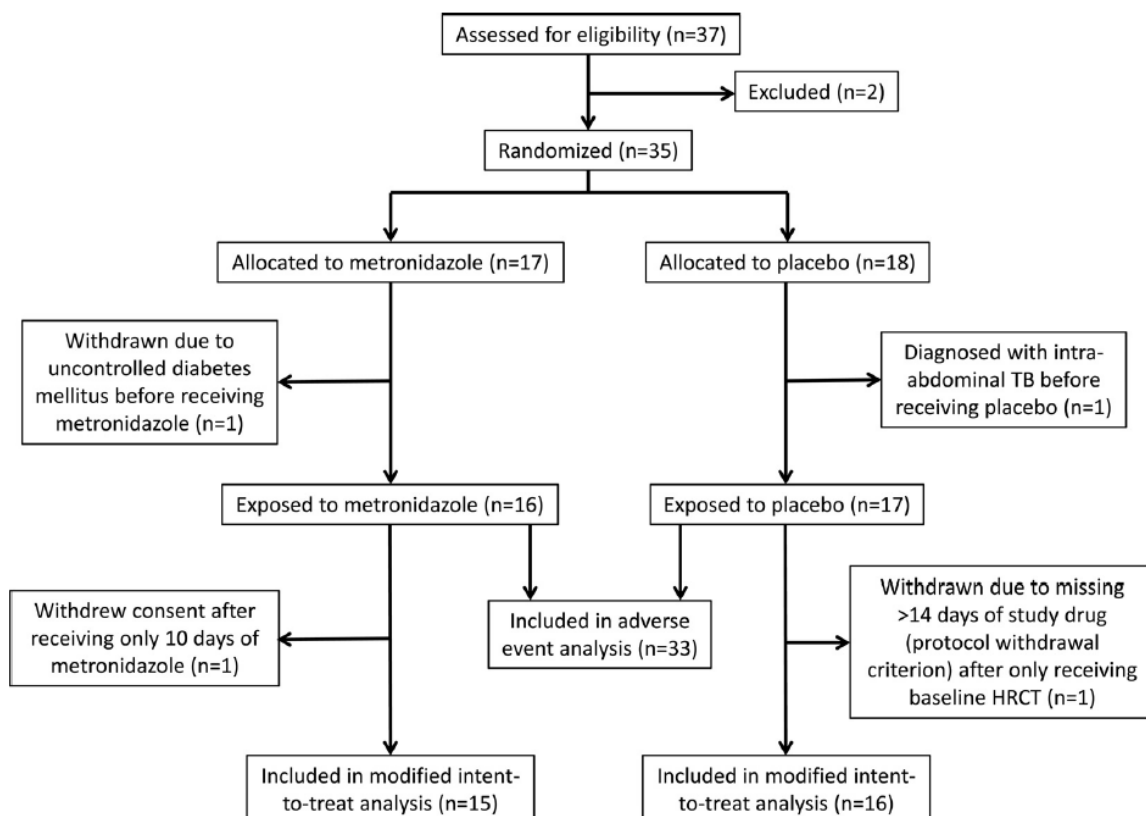 Assessed for eligibility (n=37)
Excluded (n=2)
Randomized (n=35)
Allocated to metronidazole (n=17)
Allocated to placebo (n=18)
Withdrawn due to
uncontrolled diabetes
mellitus before receiving
metronidazole (n=1)
Diagnosed with intra-
abdominal TB before
receiving placebo (n=1)
Exposed to metronidazole (n=16)
Exposed to placebo (n=17)
Withdrew consent after
receiving only 10 days of
metronidazole (n=1)
Included in adverse
event analysis (n=33)
Withdrawn due to missing
>14 days of study drug
(protocol withdrawal
criterion) after only receiving
baseline HRCT (n=1)
Included in modified intent-
to-treat analysis (n=15)
Included in modified intent-
to-treat analysis (n=16)